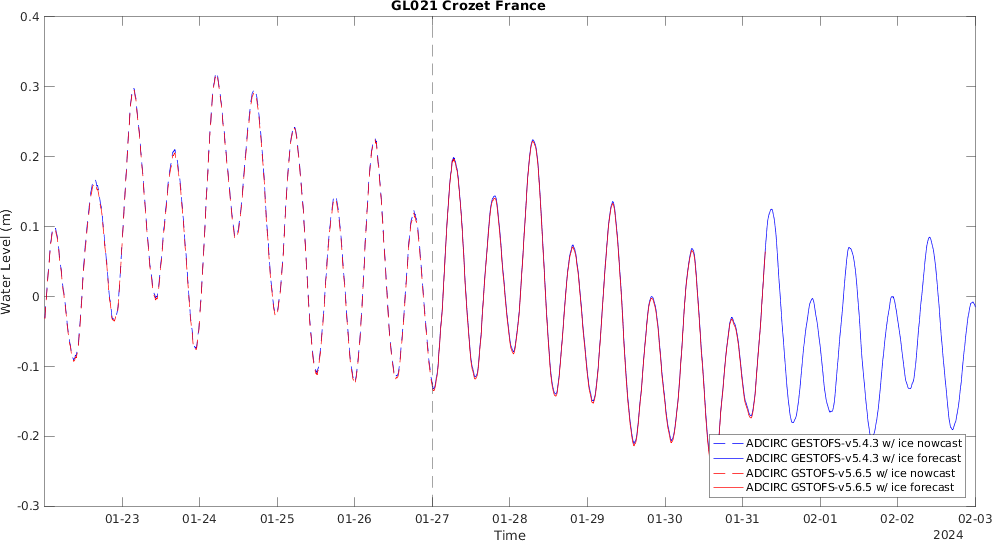 GL021 Crozet France
0.4
0.3
0.2
0.1
0
-0.1
-0.2
-0.3
Water Level (m)
ADCIRC GESTOFS-v5.4.3 w/ ice nowcast
ADCIRC GESTOFS-v5.4.3 w/ ice forecast
ADCIRC GSTOFS-v5.6.5 w/ ice nowcast
ADCIRC GSTOFS-v5.6.5 w/ ice forecast
01-23 01-24 01-25 01-26 01-27 01-28 01-29 01-30 01-31 02-01 02-02 02-03
Time
2024